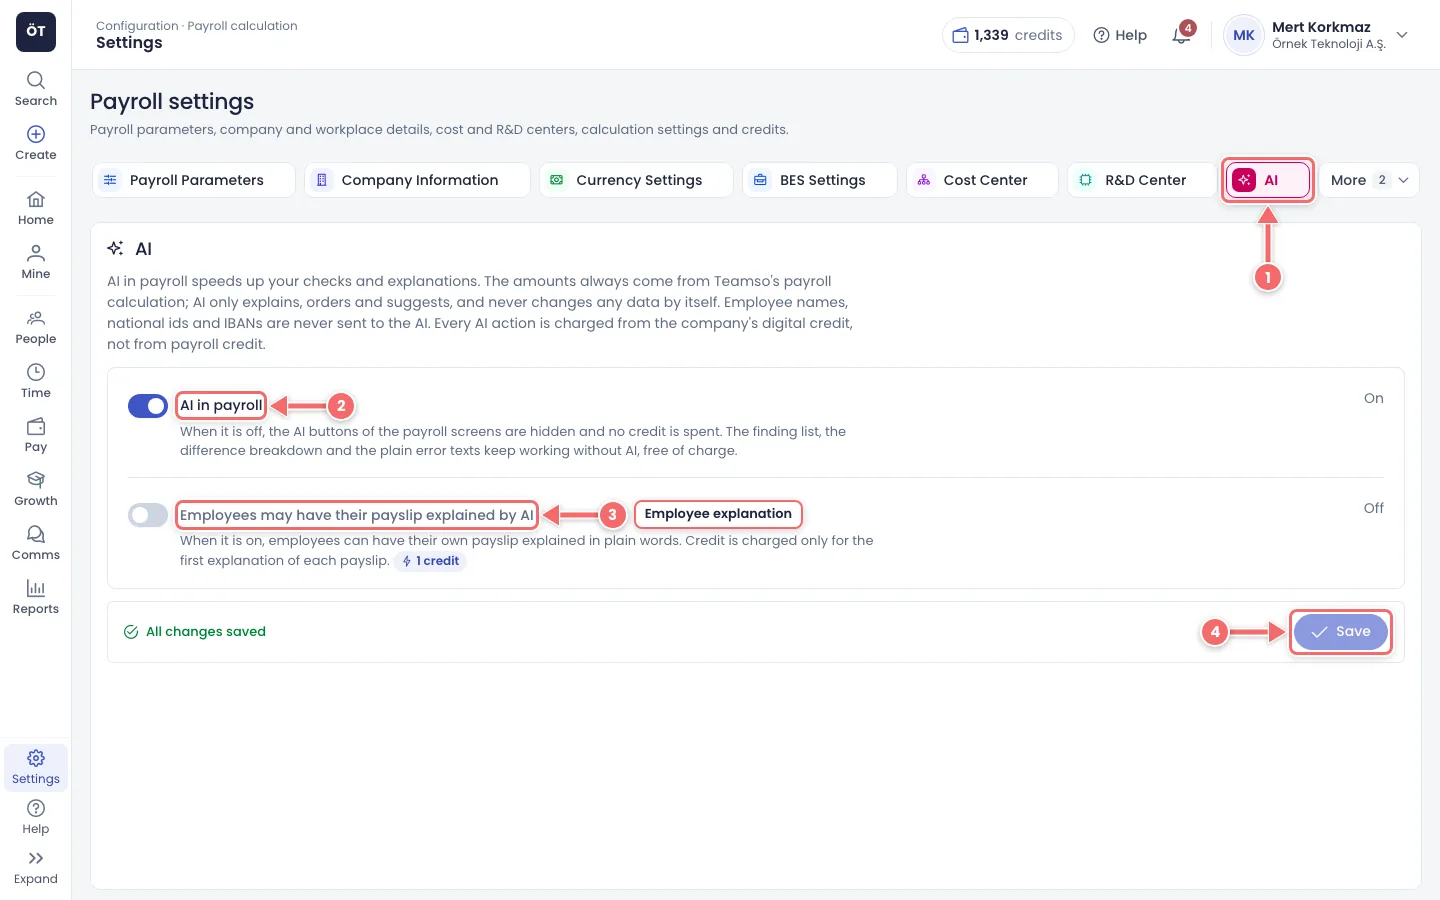 ÖT
Configuration · Payroll calculation
Settings
1,339 credits
Help
4
MK
Mert Korkmaz
Örnek Teknoloji A.Ş.
Search
Create
Home
Mine
People
Time
Pay
Growth
Comms
Reports
Settings
Help
Expand
Payroll settings
Payroll parameters, company and workplace details, cost and R&D centers, calculation settings and credits.
Payroll Parameters
Company Information
Currency Settings
BES Settings
Cost Center
R&D Center
AI
More 2
1
AI
AI in payroll speeds up your checks and explanations. The amounts always come from Teamso's payroll
calculation; AI only explains, orders and suggests, and never changes any data by itself. Employee names,
national ids and IBANs are never sent to the AI. Every AI action is charged from the company's digital credit,
not from payroll credit.
AI in payroll
2
On
When it is off, the AI buttons of the payroll screens are hidden and no credit is spent. The finding list, the
difference breakdown and the plain error texts keep working without AI, free of charge.
Employees may have their payslip explained by AI
3
Employee explanation
Off
When it is on, employees can have their own payslip explained in plain words. Credit is charged only for the
first explanation of each payslip. 1 credit
All changes saved
4
Save